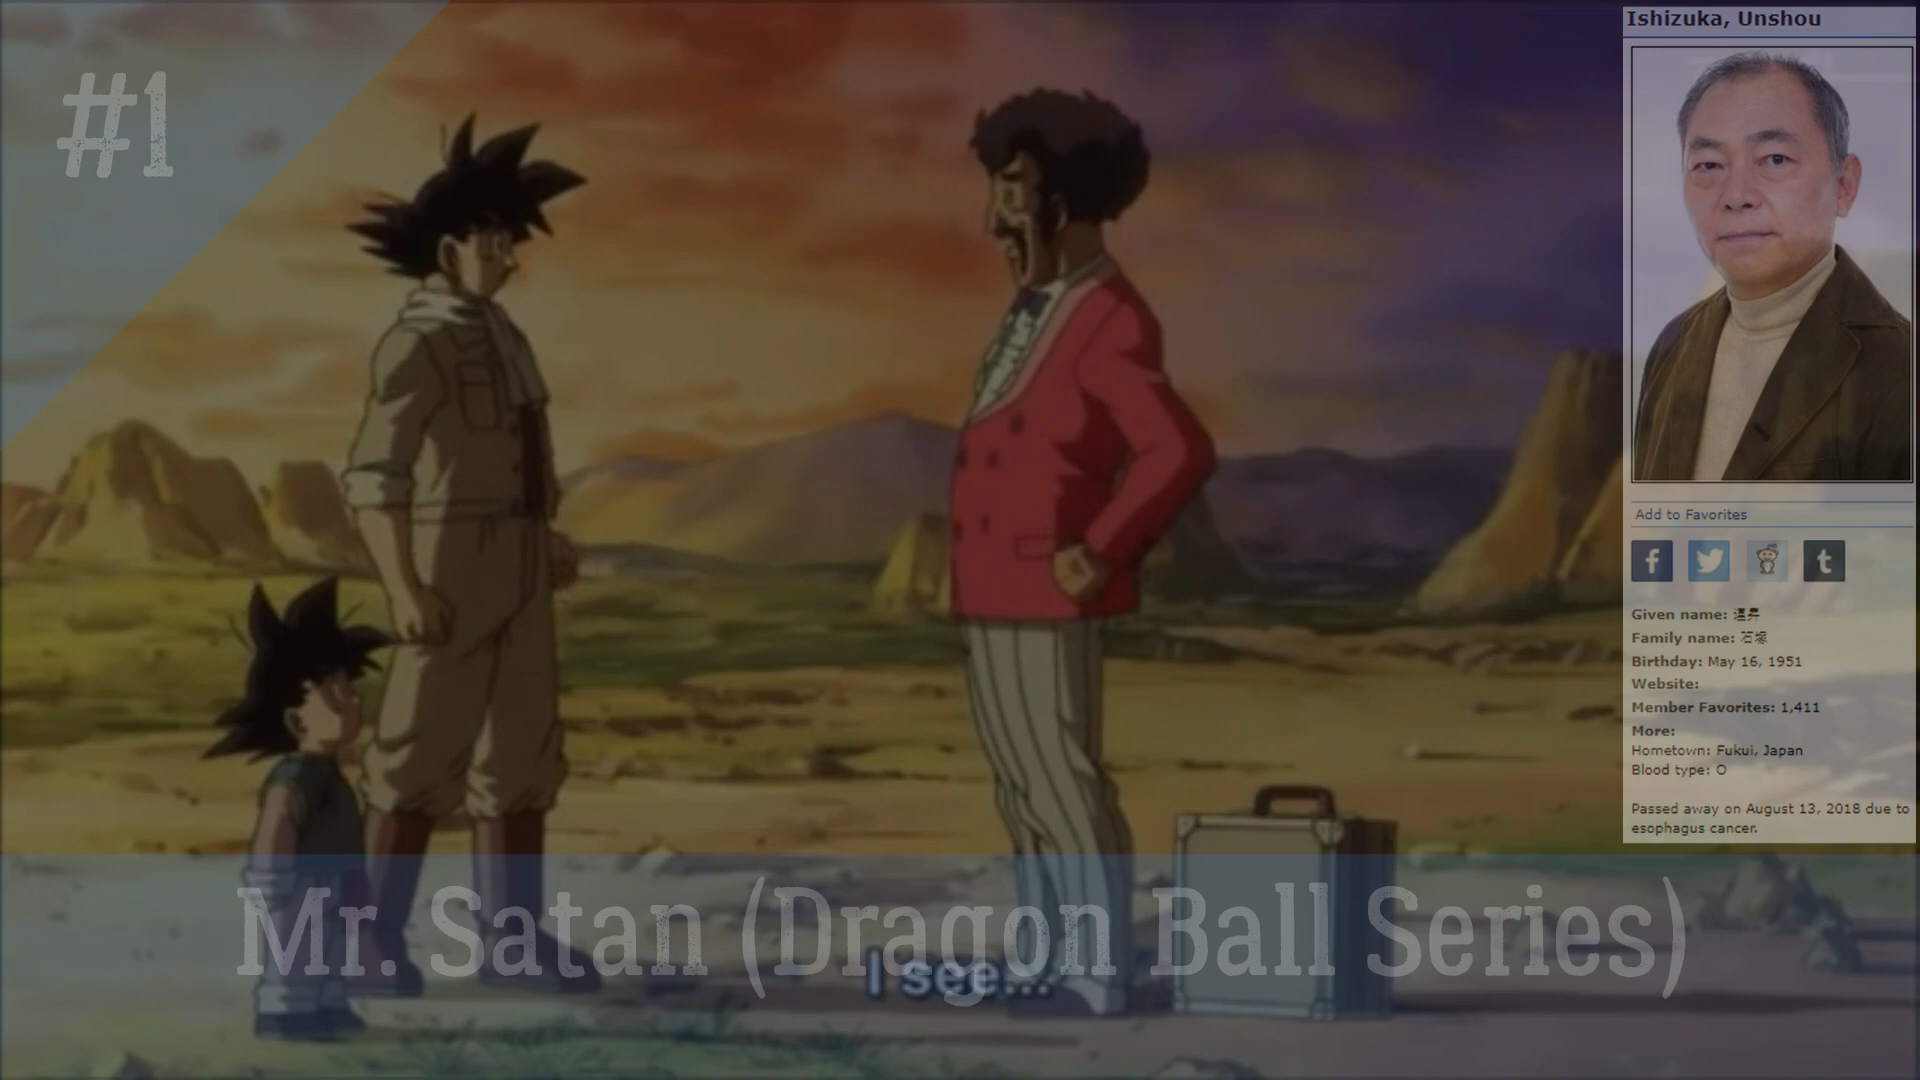 #1
Ishizuka, Unshou
Add to Favorites
Given name: 運昇
Family name: 石塚
Birthday: May 16, 1951
Website:
Member Favorites: 1,411
More:
Hometown: Fukui, Japan
Blood type: O
Passed away on August 13, 2018 due to
esophagus cancer.
Mr. Satan (Dragon Ball Series)
I see...